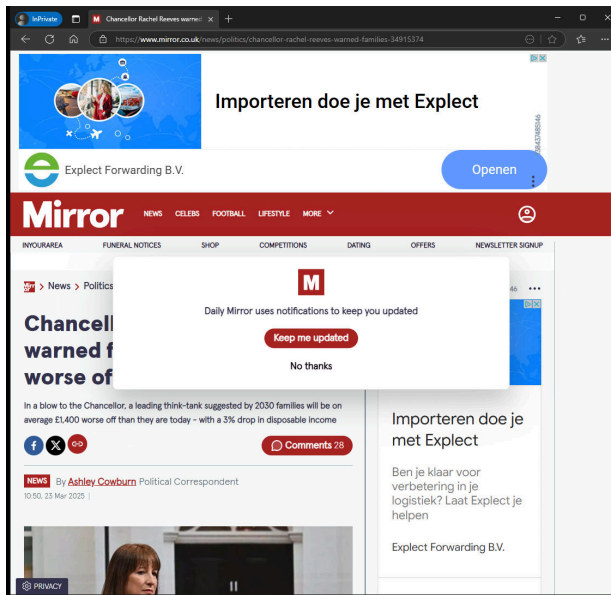 InPrivate
M Chancellor Rachel Reeves warned
https://www.mirror.co.uk/news/politics/chancellor-rachel-reeves-warned-families-34915374
Importeren doe je met Explect
Explect Forwarding B.V.
Openen
Mirror
NEWS CELEBS FOOTBALL LIFESTYLE MORE
INYOURAREA FUNERAL NOTICES SHOP COMPETITIONS DATING OFFERS NEWSLETTER SIGNUP
M
> News > Politics
46
Daily Mirror uses notifications to keep you updated
Keep me updated
No thanks
Chancell
warned f
worse of
In a blow to the Chancellor, a leading think-tank suggested by 2030 families will be on
average £1,400 worse off than they are today - with a 3% drop in disposable income
Comments 28
NEWS By Ashley Cowburn Political Correspondent
10:50, 23 Mar 2025
Importeren doe je
met Explect
Ben je klaar voor
verbetering in je
logistiek? Laat Explect je
helpen
Explect Forwarding B.V.
11
PRIVACY